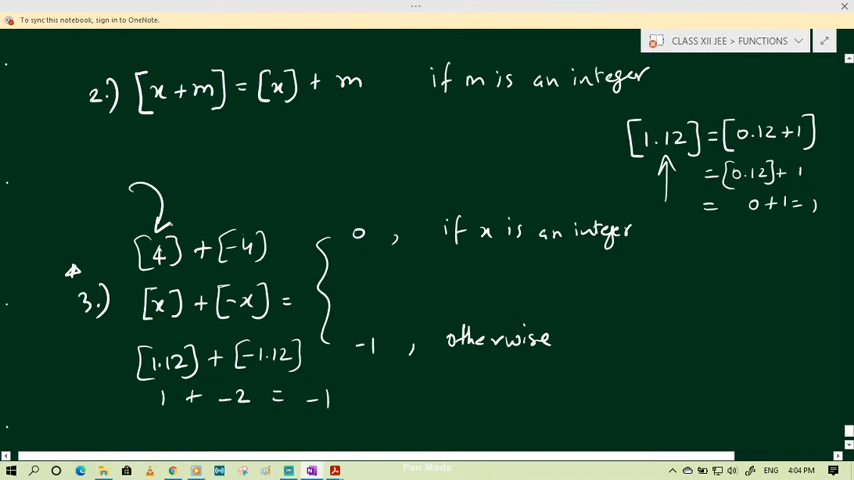 To sync this notebook, sign in to OneNote.
CLASS XII JEE > FUNCTIONS
2.) [x+m] = [x] + m if m is an integer
[1.12] = [0.12+1]
= [0.12] + 1
= 0+1 = 1
[4] + [-4]
0 , if x is an integer
3.) [x] + [-x] =
-1 , otherwise
[1.12] + [-1.12]
1 + -2 = -1
Pen Mode
ENG 4:04 PM